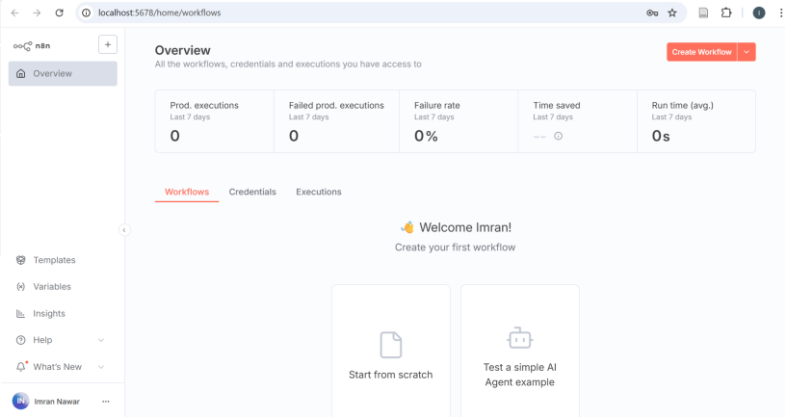 localhost:5678/home/workflows
I
n8n
+
Overview
Templates
Variables
Insights
Help
What's New
IN Imran Nawar
Overview
All the workflows, credentials and executions you have access to
Create Workflow
Prod. executions
Last 7 days
0
Failed prod. executions
Last 7 days
0
Failure rate
Last 7 days
0%
Time saved
Last 7 days
--
Run time (avg.)
Last 7 days
0s
Workflows Credentials Executions
👋 Welcome Imran!
Create your first workflow
Start from scratch
Test a simple AI
Agent example